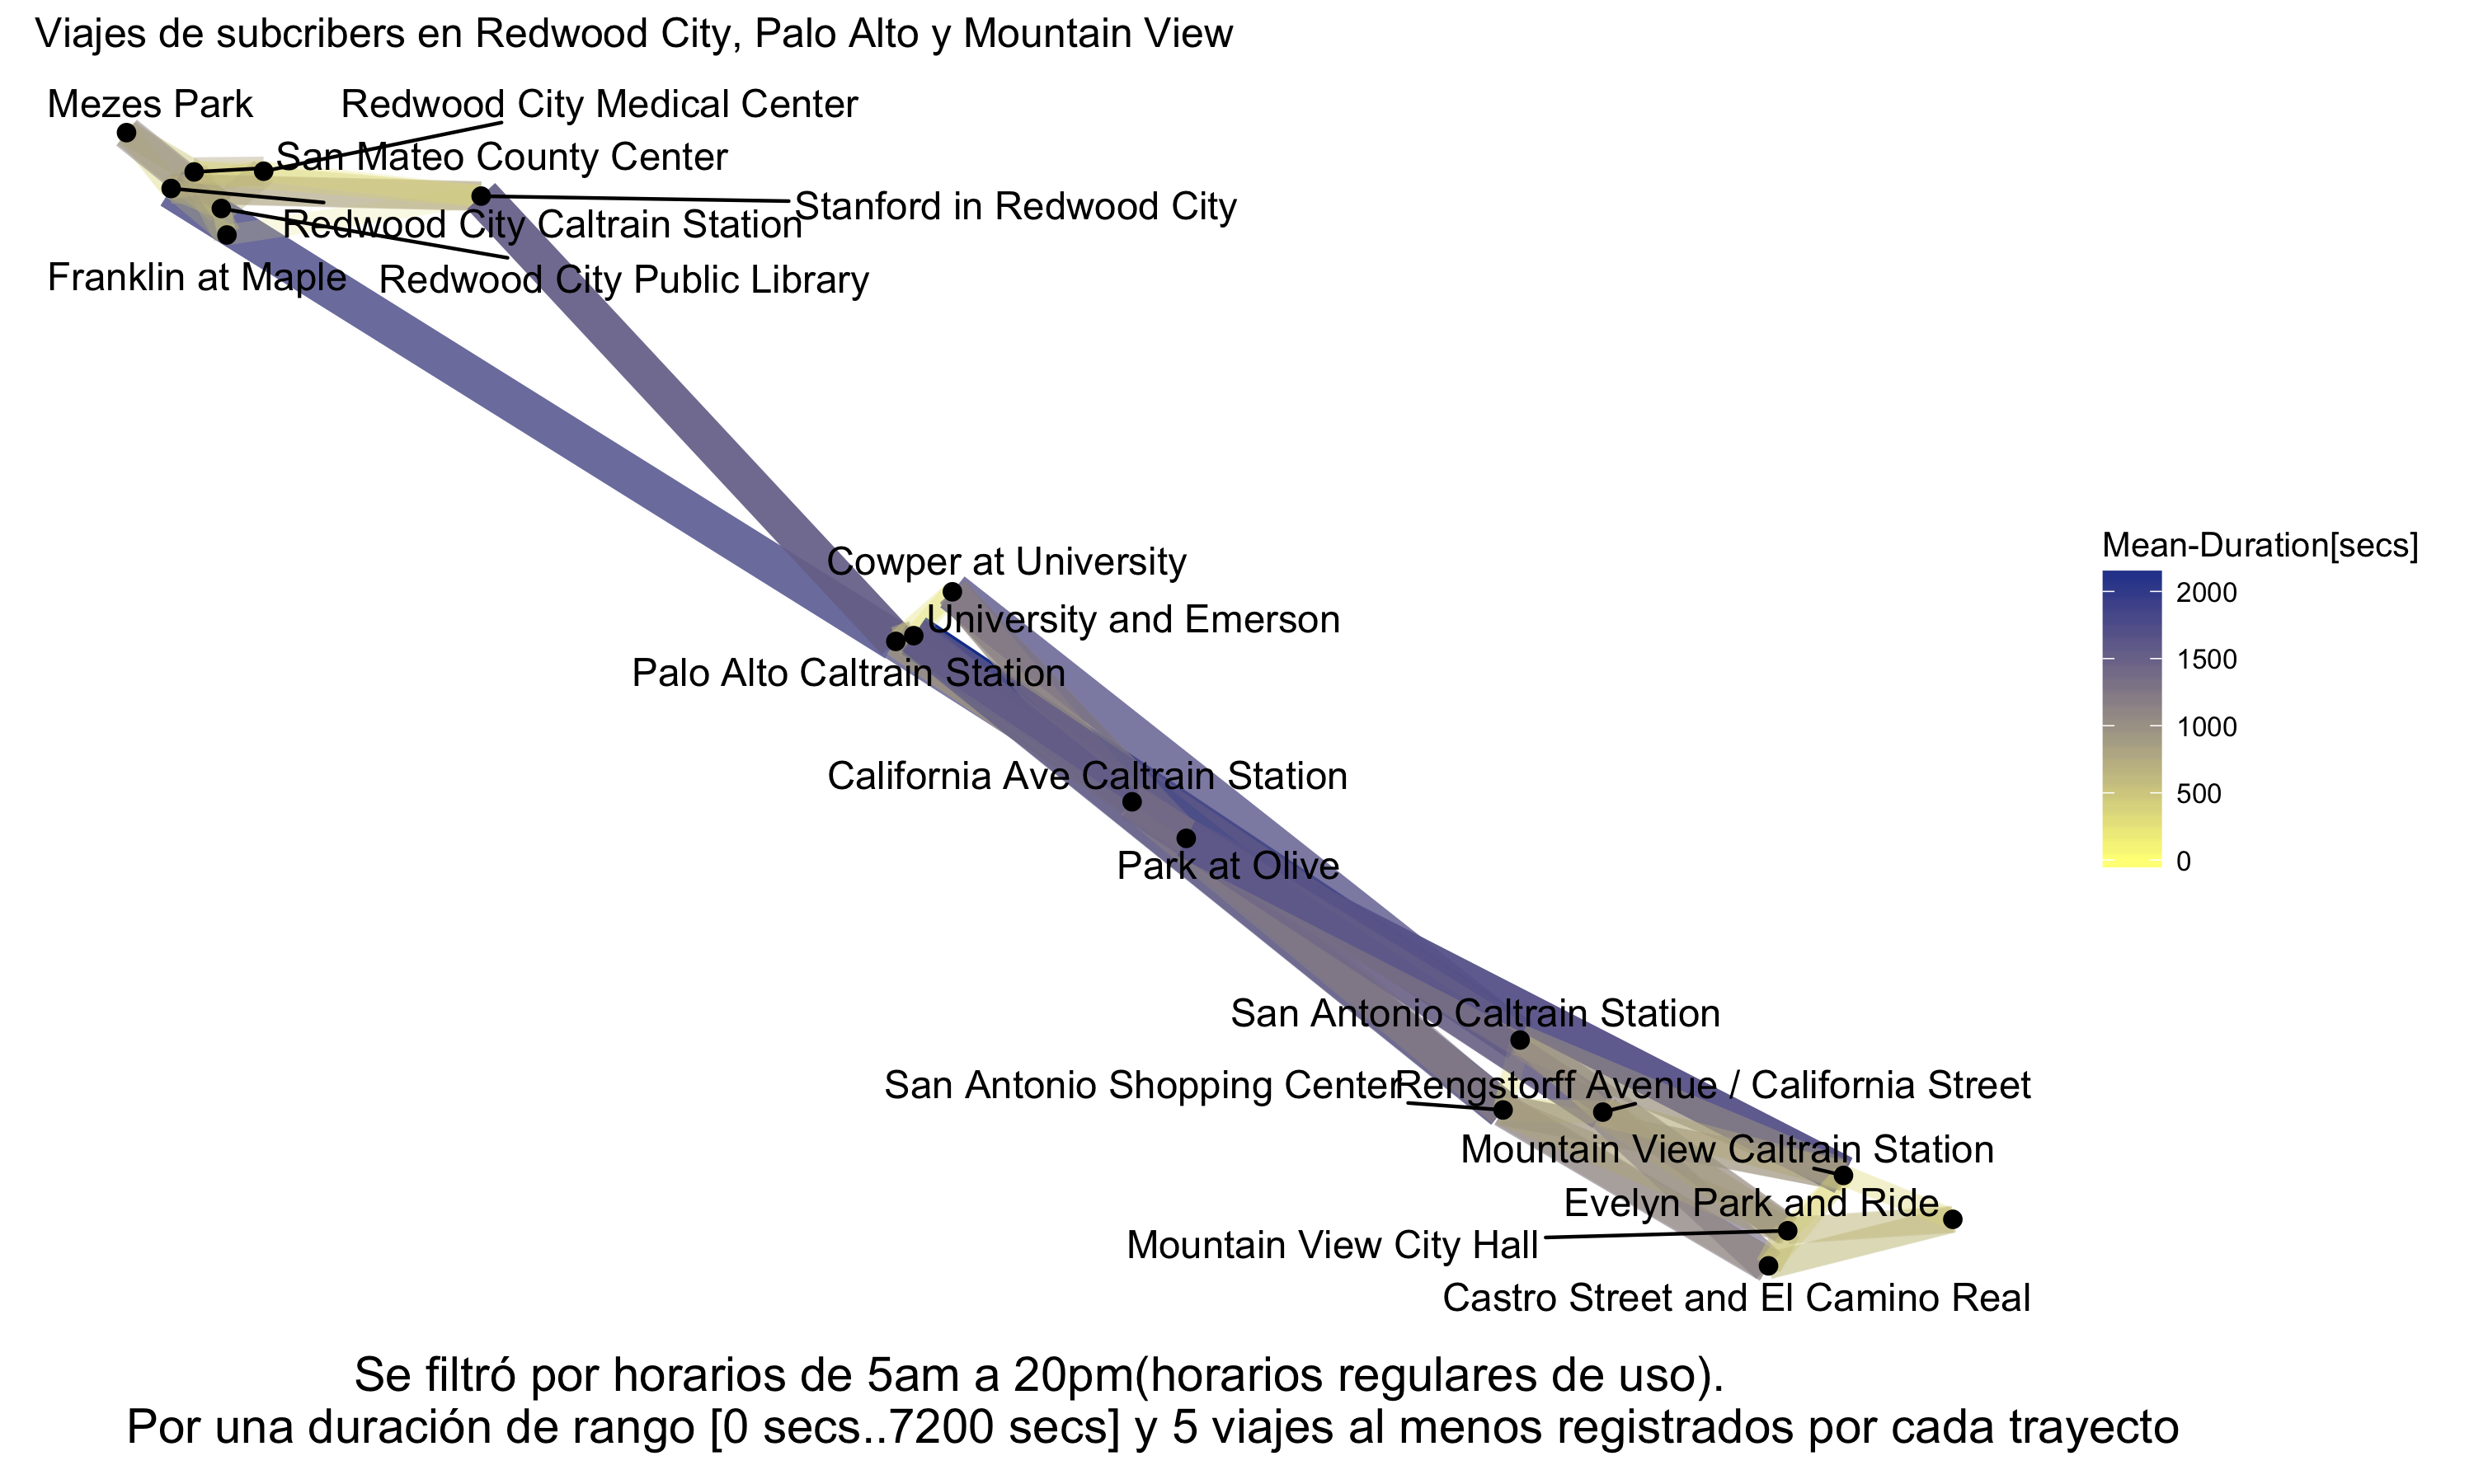 Viajes de subcribers en Redwood City, Palo Alto y Mountain View
Mezes Park
Redwood City Medical Center
San Mateo County Center
Stanford in Redwood City
Redwood City Caltrain Station
Franklin at Maple
Redwood City Public Library
Cowper at University
University and Emerson
Palo Alto Caltrain Station
California Ave Caltrain Station
Park at Olive
Mean-Duration[secs]
2000
1500
1000
500
0
San Antonio Caltrain Station
San Antonio Shopping Center
Rengstorff Avenue / California Street
Mountain View Caltrain Station
Evelyn Park and Ride
Mountain View City Hall
Castro Street and El Camino Real
Se filtró por horarios de 5am a 20pm(horarios regulares de uso).
Por una duración de rango [0 secs..7200 secs] y 5 viajes al menos registrados por cada trayecto